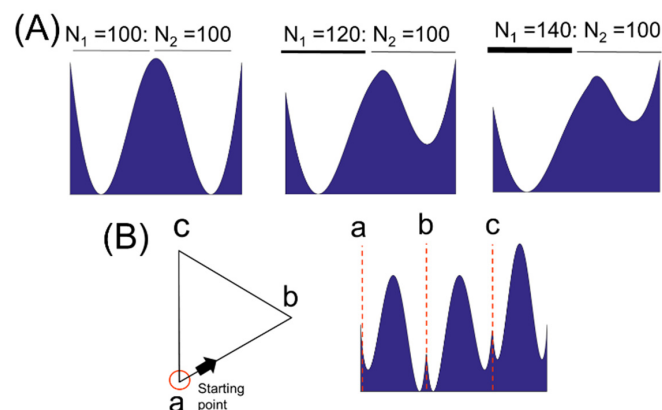 (A)
N₁ =100: N₂ =100
N₁ =120: N₂ =100
N₁ =140: N₂ =100
(B)
c
b
a
Starting
point
a b c